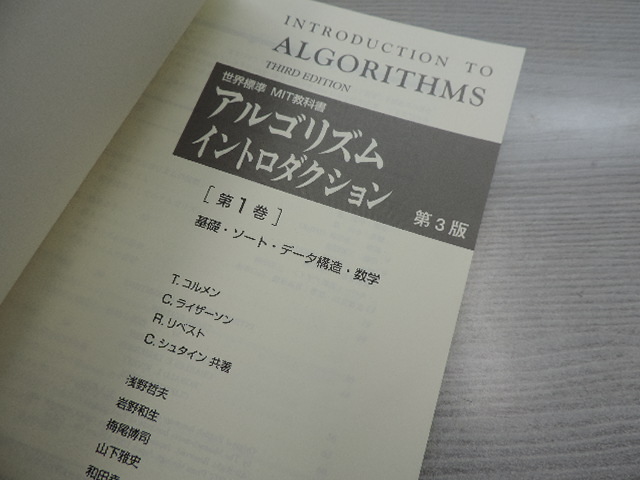 INTRODUCTION TO
ALGORITHMS
THIRD EDITION
世界標準 MIT教科書
アルゴリズム
イントロダクション
第3版
[第1巻]
基礎・ソート・データ構造・数学
T. コルメン
C. ライザーソン
R. リベスト
C. シュタイン 共著
浅野哲夫
岩野和生
梅尾博司
山下雅史